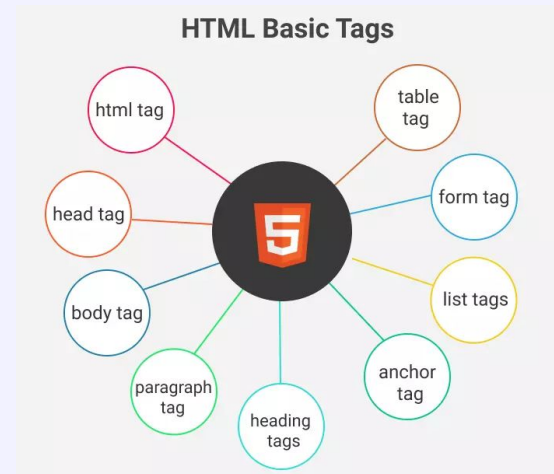 HTML Basic Tags
html tag
table
tag
head tag
form tag
body tag
list tags
paragraph
tag
anchor
tag
heading
tags
5